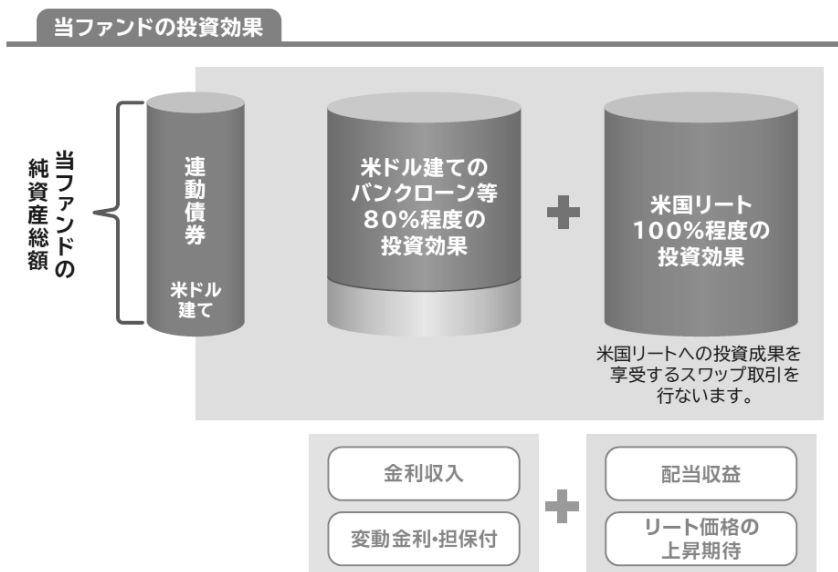 当ファンドの投資効果
当ファンドの
純資産総額
連動債券
米ドル
建て
米ドル建ての
バンクローン等
80%程度の
投資効果
米国リート
100%程度の
投資効果
米国リートへの投資成果を
享受するスワップ取引を
行ないます。
金利収入
変動金利・担保付
配当収益
リート価格の
上昇期待